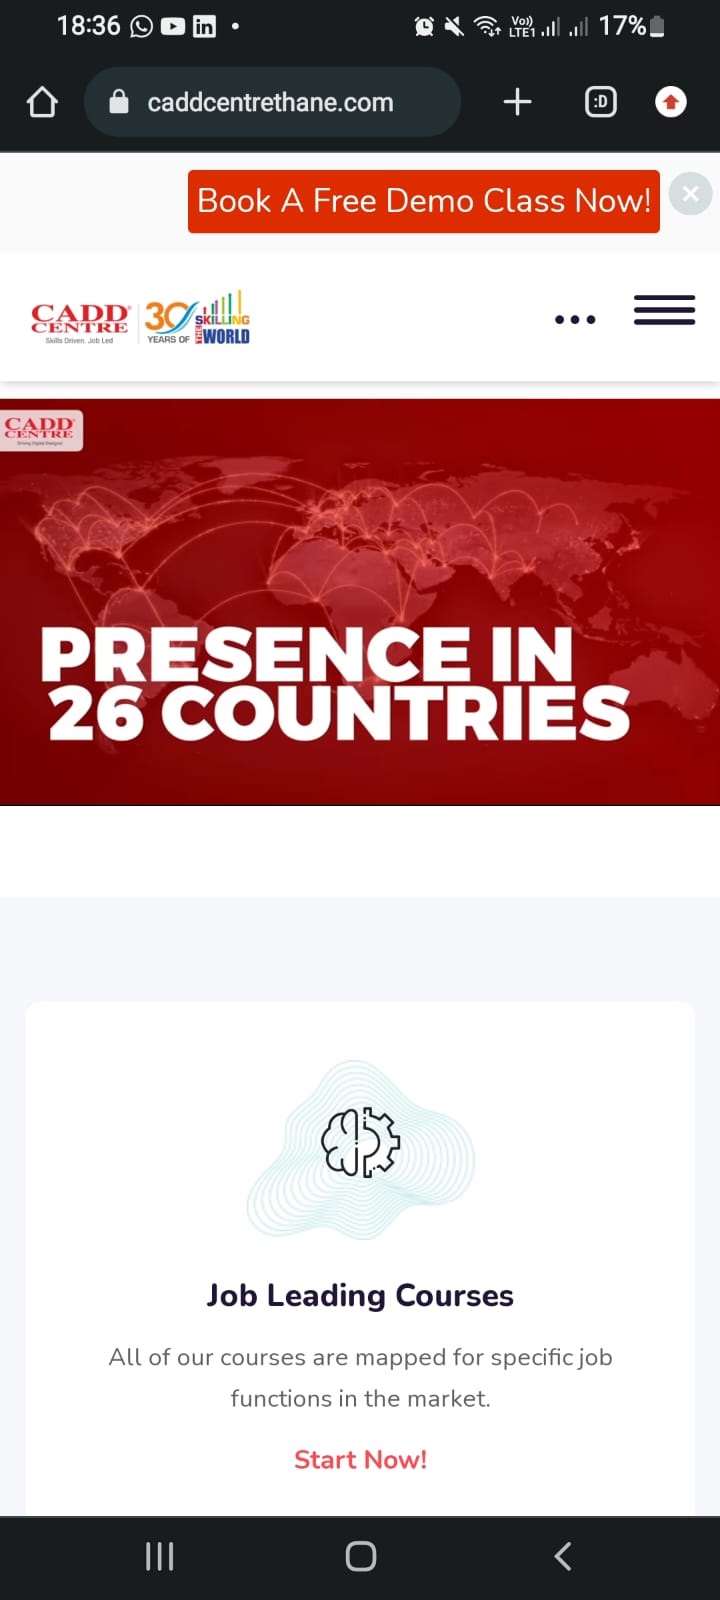 18:36
Vo))
LTE1
17%
caddcentrethane.com
:D
Book A Free Demo Class Now!
CADD
CENTRE
Skills Driven. Job Led
30
YEARS OF
SKILLING
THE WORLD
CADD
CENTRE
PRESENCE IN
26 COUNTRIES
Job Leading Courses
All of our courses are mapped for specific job
functions in the market.
Start Now!